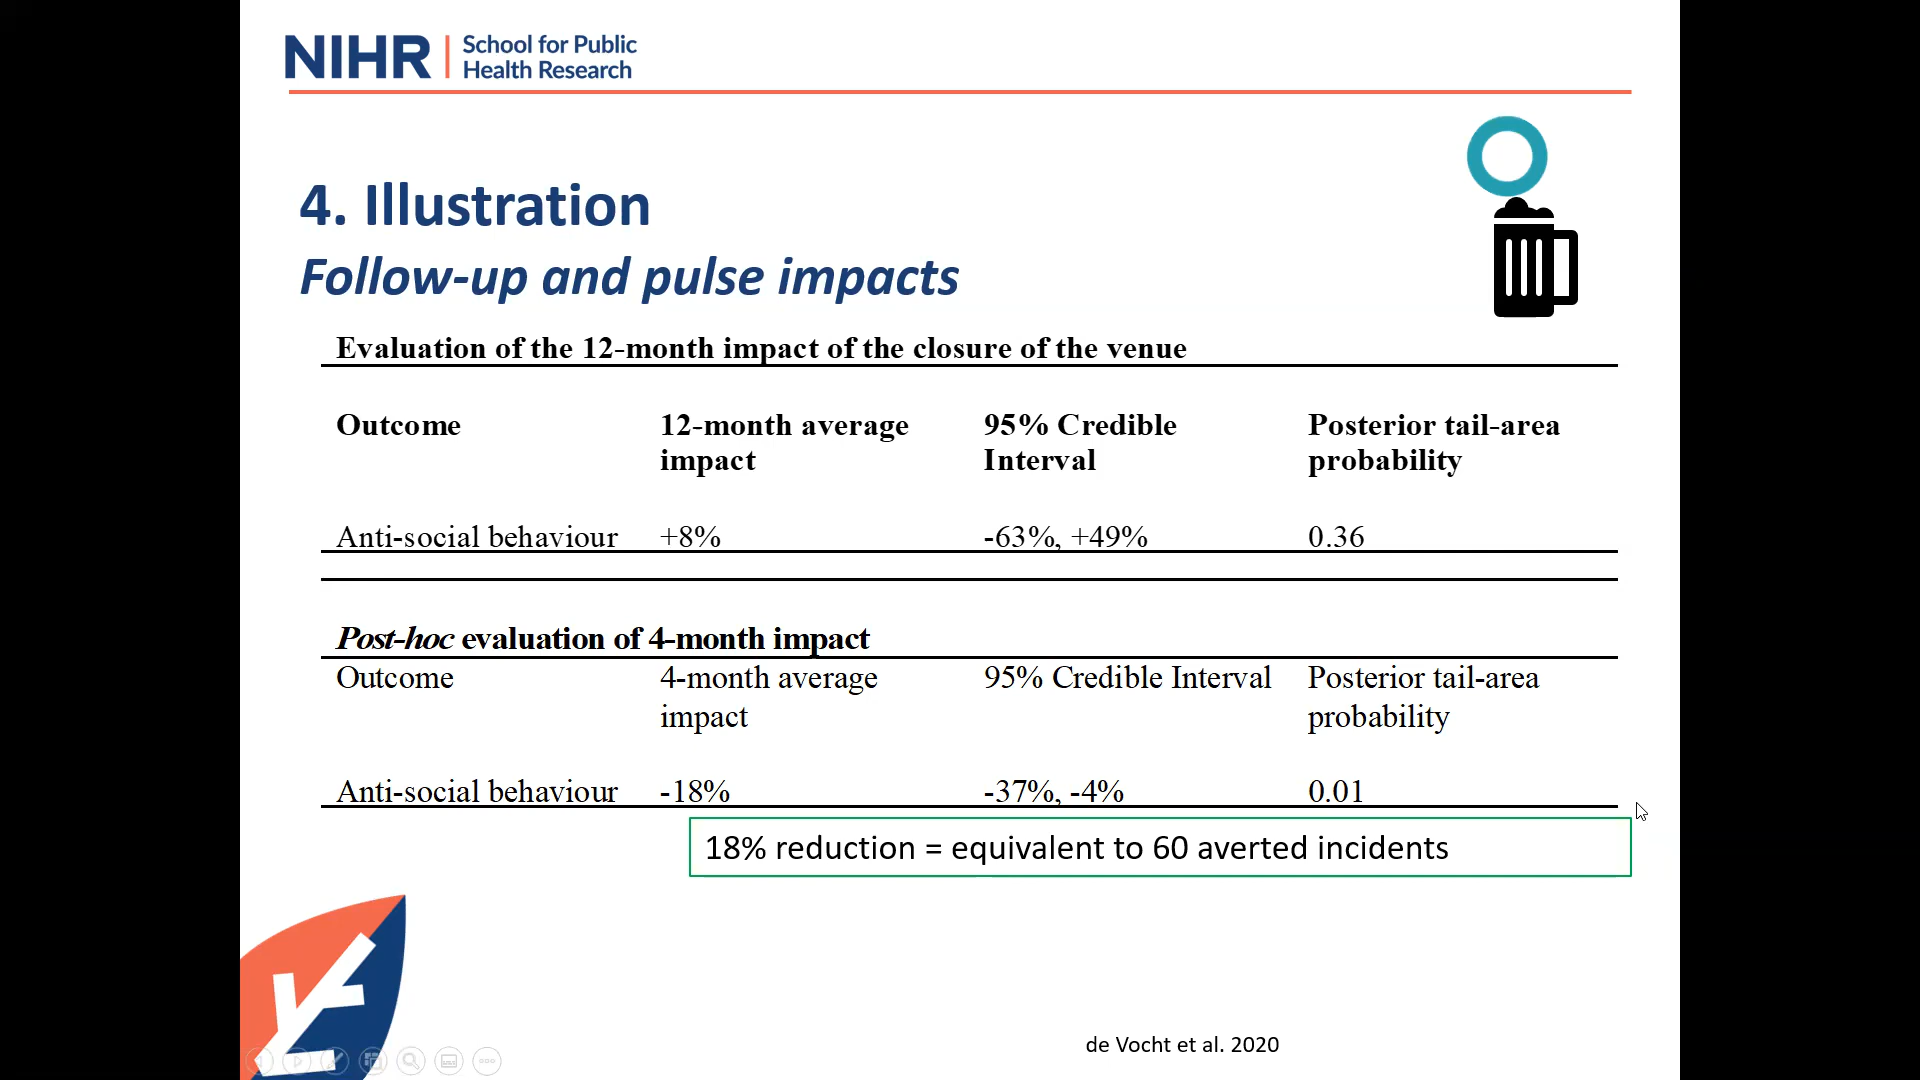 NIHR | School for Public
Health Research
4. Illustration
Follow-up and pulse impacts
Evaluation of the 12-month impact of the closure of the venue
Outcome 12-month average impact 95% Credible Interval Posterior tail-area probability
Anti-social behaviour +8% -63%, +49% 0.36
Post-hoc evaluation of 4-month impact
Outcome 4-month average impact 95% Credible Interval Posterior tail-area probability
Anti-social behaviour -18% -37%, -4% 0.01
18% reduction = equivalent to 60 averted incidents
de Vocht et al. 2020